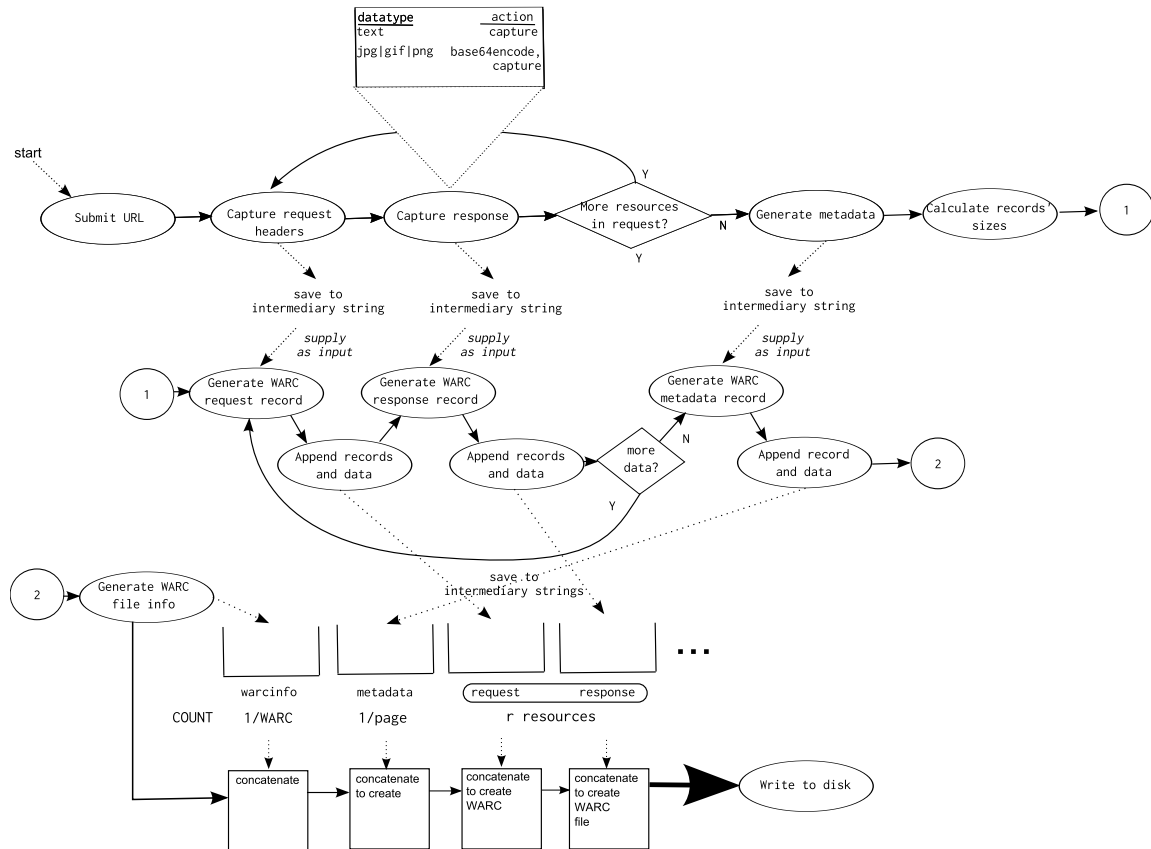 datatype action
text capture
jpg|gif|png base64encode,
capture
start
Submit URL
Capture request
headers
Capture response
Y
More resources
in request?
Y
N
Generate metadata
Calculate records'
sizes
1
save to
intermediary string
save to
intermediary string
save to
intermediary string
supply
as input
supply
as input
supply
as input
1
Generate WARC
request record
Generate WARC
response record
Generate WARC
metadata record
Append records
and data
Append records
and data
more
data?
N
Y
Append record
and data
2
2
Generate WARC
file info
save to
intermediary strings
...
warcinfo
metadata
request
response
COUNT
1/WARC
1/page
r resources
concatenate
concatenate
to create
concatenate
to create
WARC
concatenate
to create
WARC
file
Write to disk